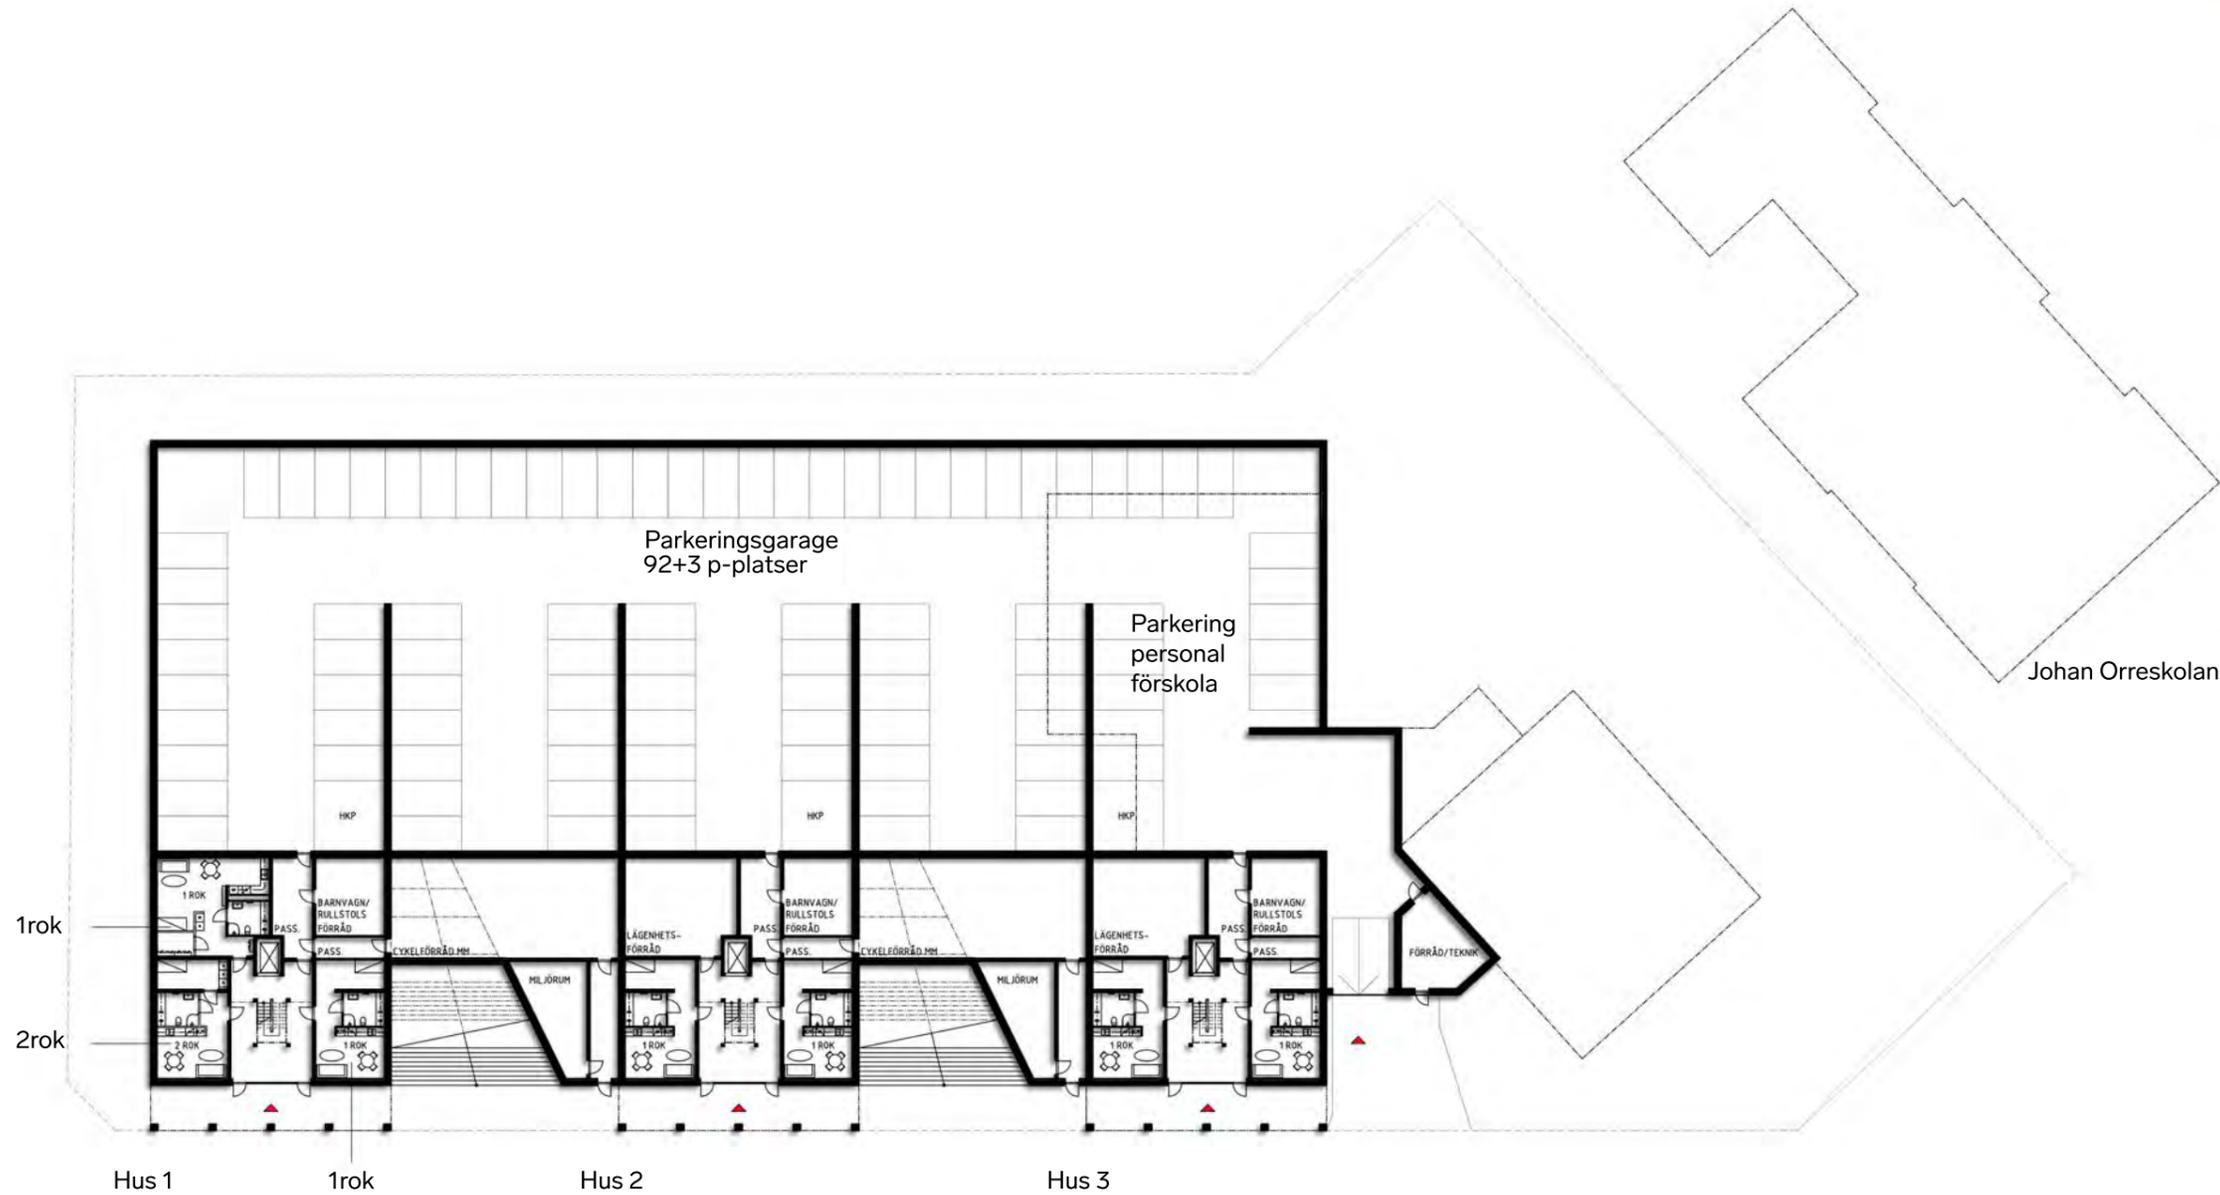 Parkeringsgarage
92+3 p-platser
Parkering
personal
förskola
Johan Orreskolan
HKP
HKP
HKP
1 ROK
BARNVAGN/
RULLSTOLS
FÖRRÅD
PASS.
PASS.
CYKELFÖRRÅD MM
LÄGENHETS-
FÖRRÅD
BARNVAGN/
RULLSTOLS
FÖRRÅD
PASS.
PASS.
CYKELFÖRRÅD MM
LÄGENHETS-
FÖRRÅD
BARNVAGN/
RULLSTOLS
FÖRRÅD
PASS.
PASS.
FÖRRÅD/TEKNIK
1rok
MILJÖRUM
MILJÖRUM
2rok
2 ROK
1 ROK
1 ROK
1 ROK
1 ROK
1 ROK
Hus 1
1rok
Hus 2
Hus 3